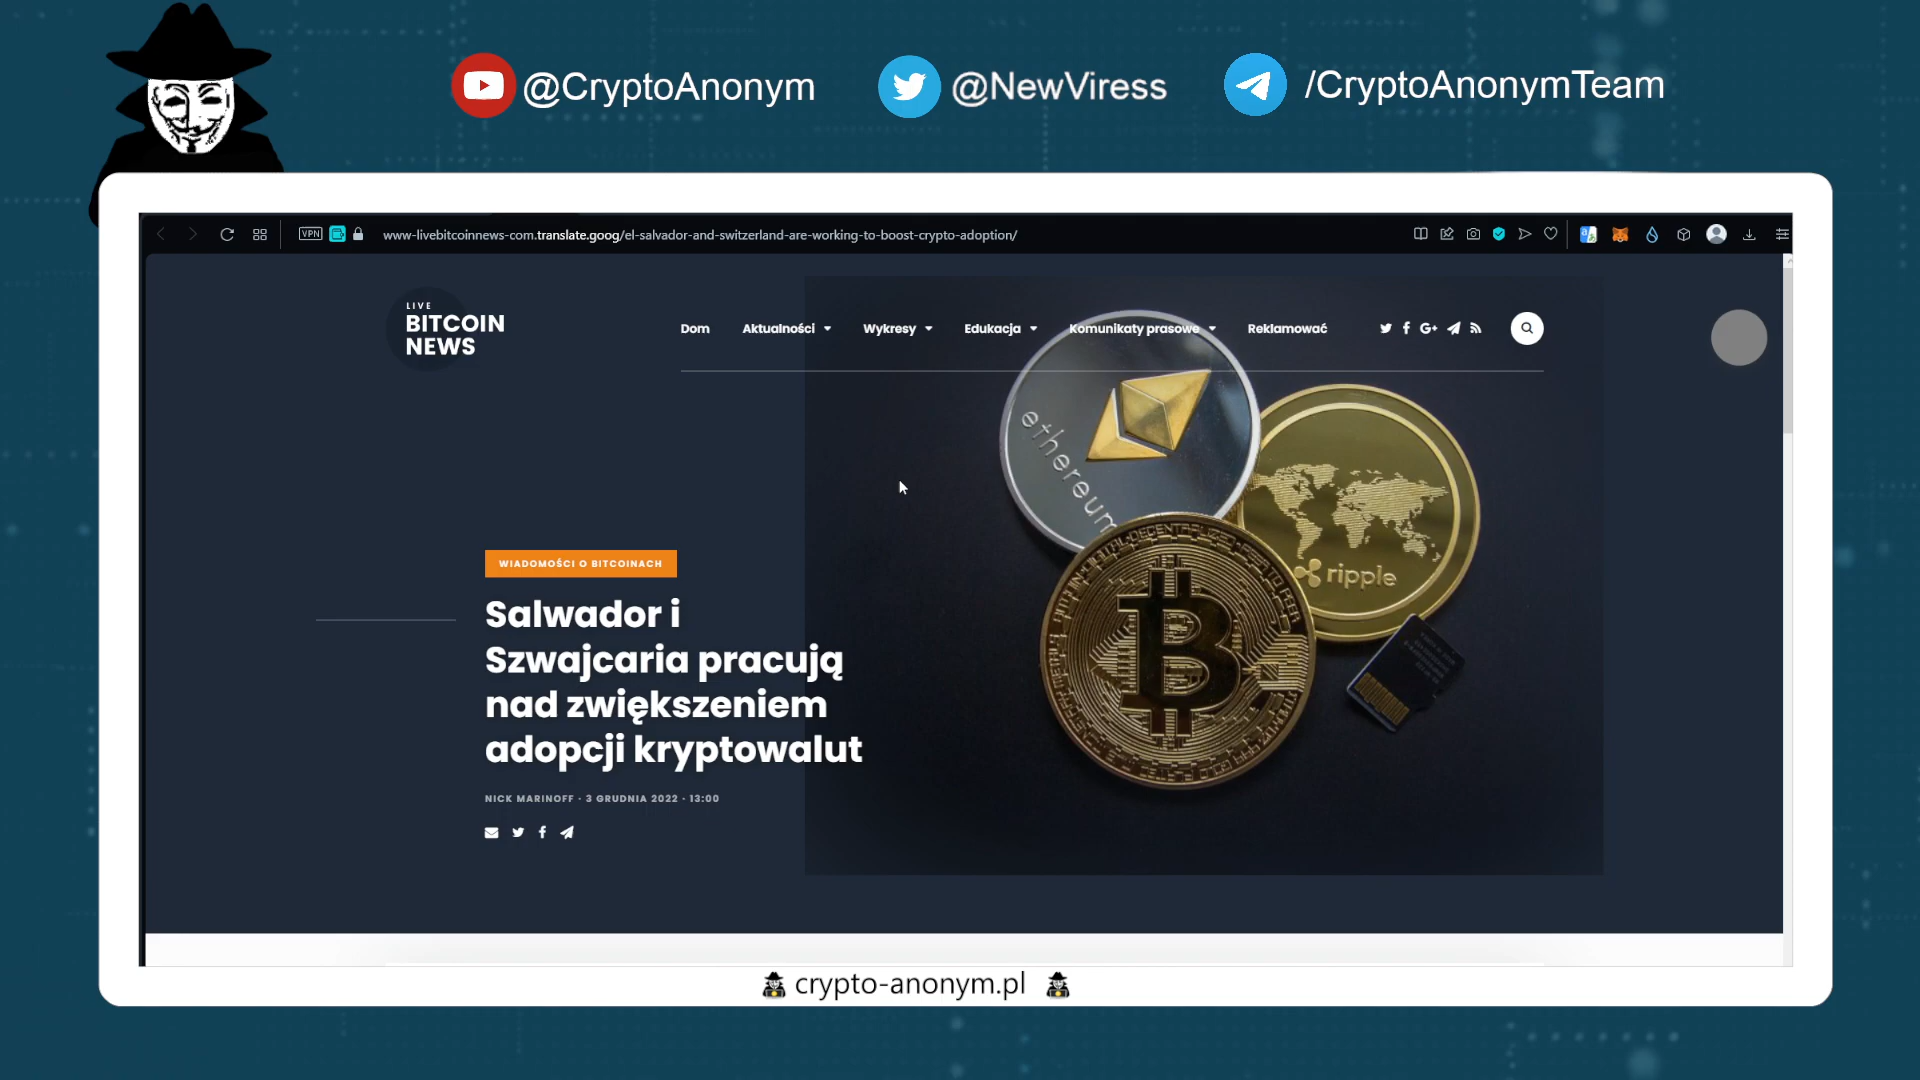 @CryptoAnonym
@NewViress
/CryptoAnonymTeam
VPN
www-livebitcoinnews-com.translate.goog/el-salvador-and-switzerland-are-working-to-boost-crypto-adoption/
LIVE
BITCOIN
NEWS
Dom
Aktualności
Wykresy
Edukacja
Komunikaty prasowe
Reklamować
ethereum
ripple
WIADOMOŚCI O BITCOINACH
Salwador i
Szwajcaria pracują
nad zwiększeniem
adopcji kryptowalut
NICK MARINOFF · 3 GRUDNIA 2022 · 13:00
crypto-anonym.pl